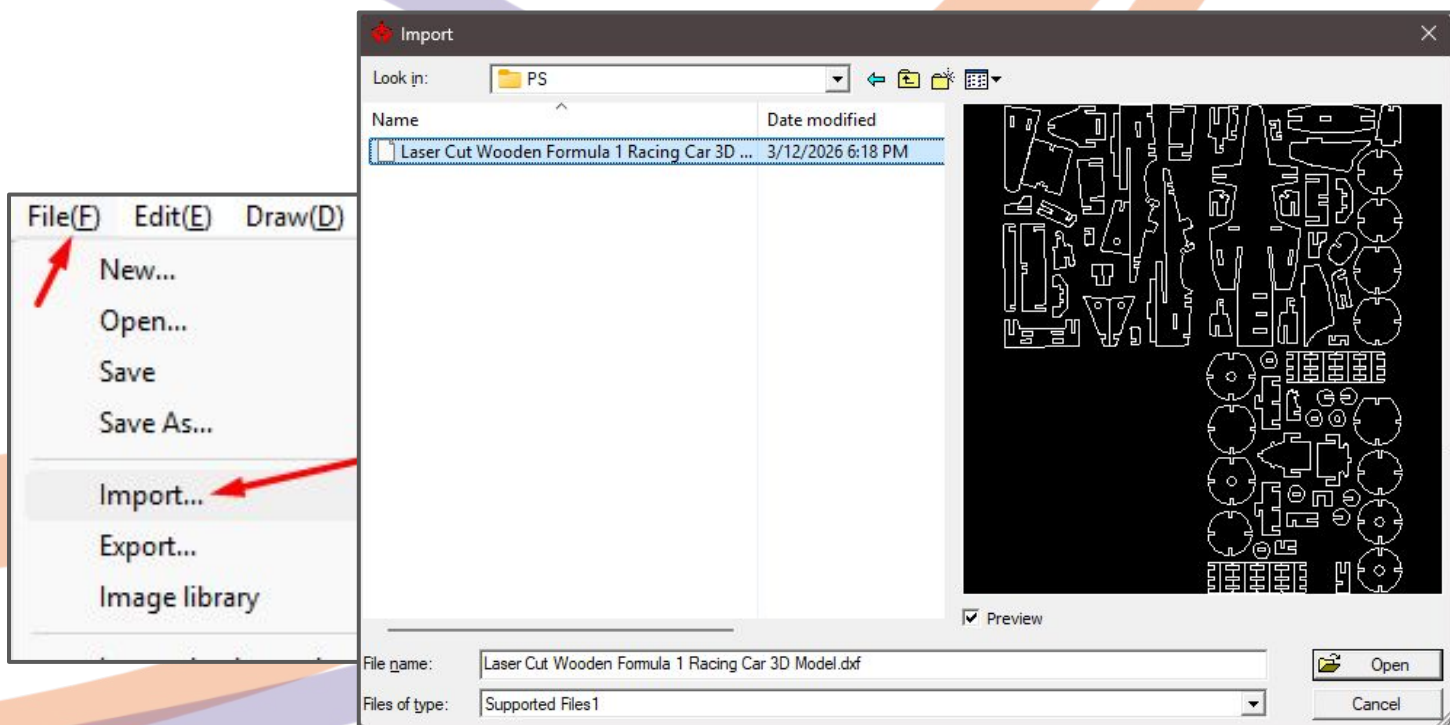 Import
Look in:
PS
Name
Date modified
Laser Cut Wooden Formula 1 Racing Car 3D ...
3/12/2026 6:18 PM
File(F) Edit(E) Draw(D)
New...
Open...
Save
Save As...
Import...
Export...
Image library
Preview
File name:
Laser Cut Wooden Formula 1 Racing Car 3D Model.dxf
Open
Files of type:
Supported Files1
Cancel